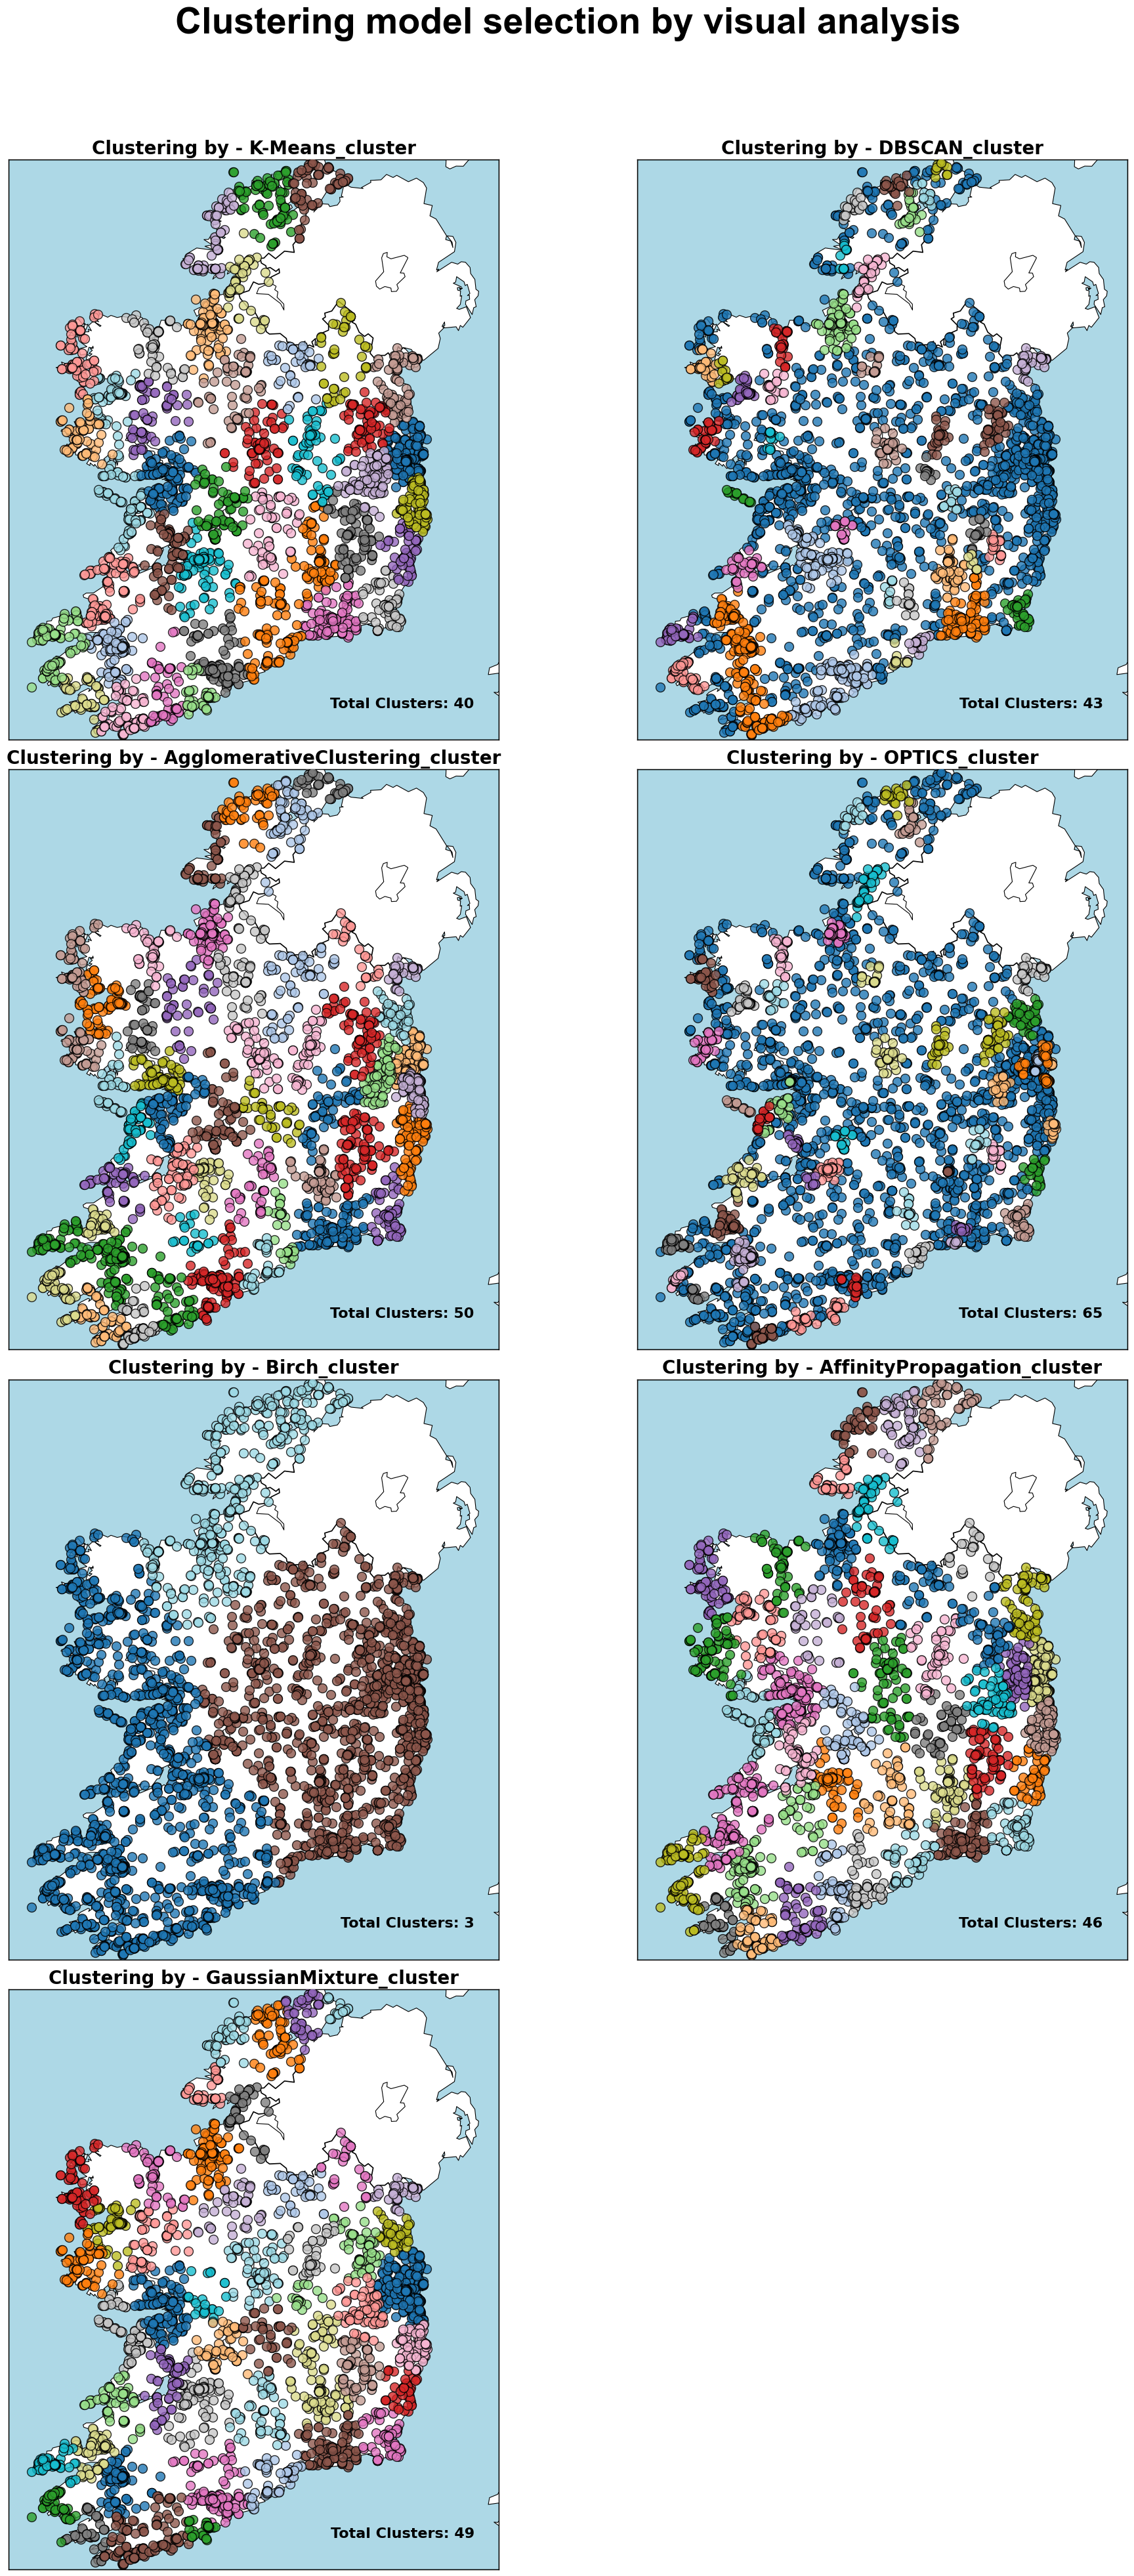 Clustering model selection by visual analysis
Clustering by - K-Means_cluster
Clustering by - DBSCAN_cluster
Total Clusters: 40
Total Clusters: 43
Clustering by - AgglomerativeClustering_cluster
Clustering by - OPTICS_cluster
Total Clusters: 50
Total Clusters: 65
Clustering by - Birch_cluster
Clustering by - AffinityPropagation_cluster
Total Clusters: 3
Total Clusters: 46
Clustering by - GaussianMixture_cluster
Total Clusters: 49